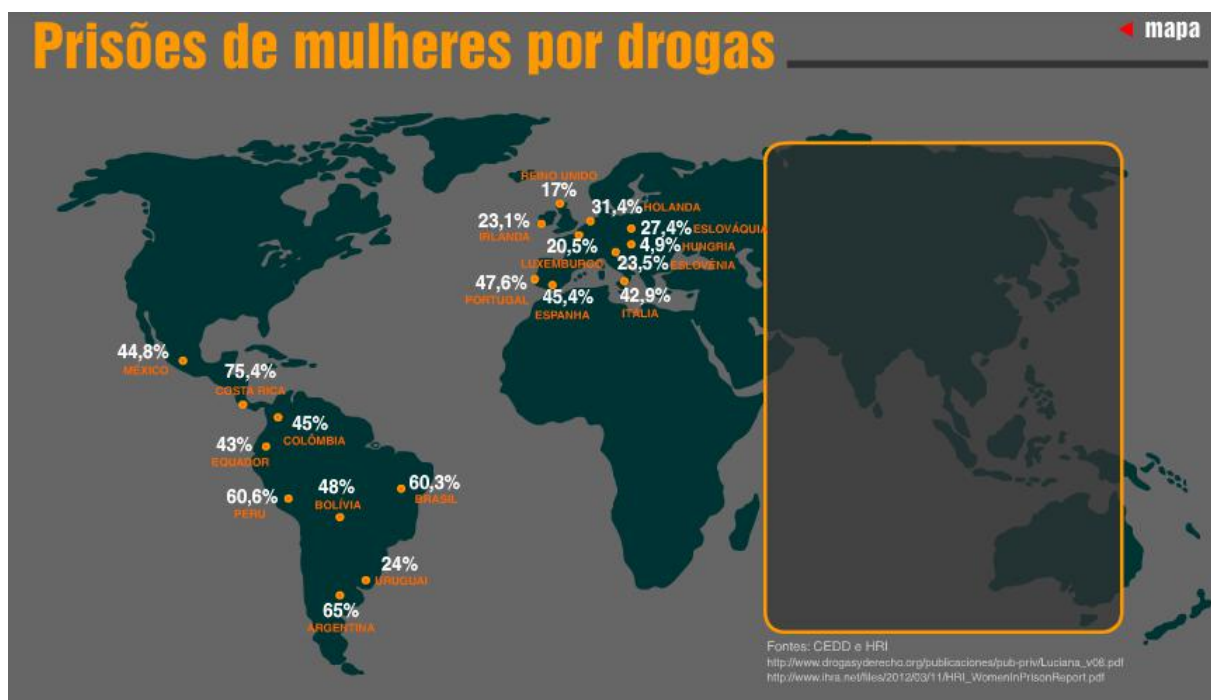 Prisões de mulheres por drogas
mapa
REINO UNIDO
17%
31,4% HOLANDA
23,1%
IRLANDA
27,4% ESLOVÁQUIA
4,9% HUNGRIA
20,5%
LUXEMBURGO
23,5% ESLOVÊNIA
47,6%
PORTUGAL
45,4%
ESPANHA
42,9%
ITÁLIA
44,8%
MÉXICO
75,4%
COSTA RICA
45%
COLÔMBIA
43%
EQUADOR
60,6%
PERU
48%
BOLÍVIA
60,3%
BRASIL
24%
URUGUAI
65%
ARGENTINA
Fontes: CEDD e HRI
http://www.drogasyderecho.org/publicaciones/pub-priv/Luciana_v08.pdf
http://www.ihra.net/files/2012/03/11/HRI_WomenInPrisonReport.pdf